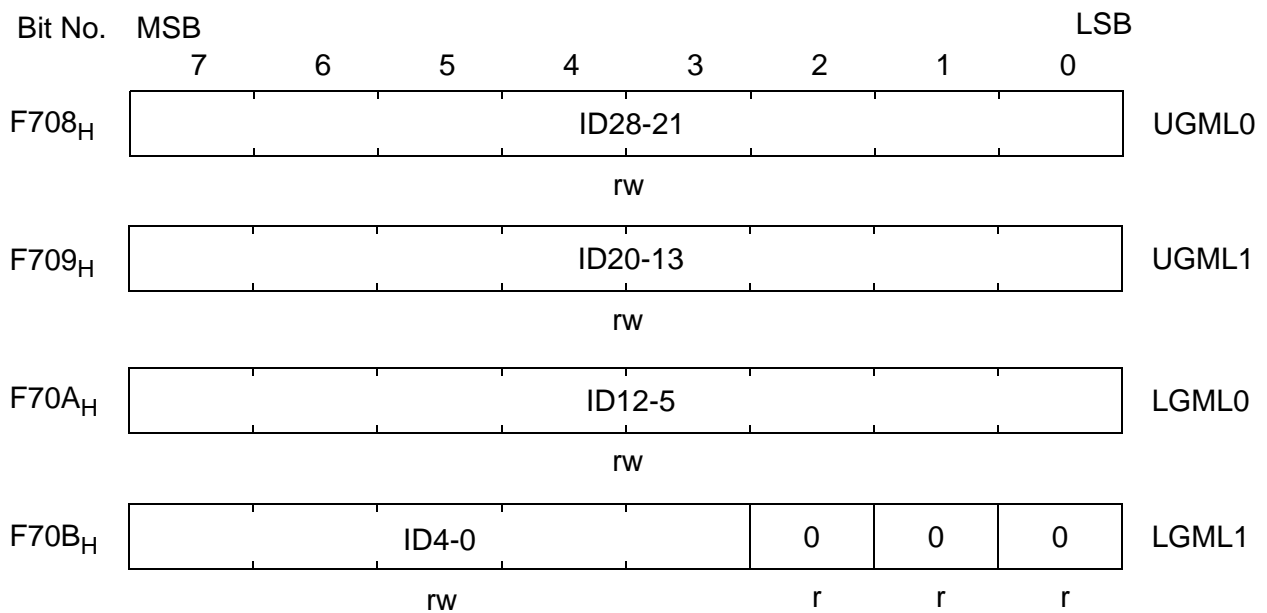 Bit No. MSB LSB
7 6 5 4 3 2 1 0
F708H ID28-21 UGML0
rw
F709H ID20-13 UGML1
rw
F70AH ID12-5 LGML0
rw
F70BH ID4-0 0 0 0 LGML1
rw r r r